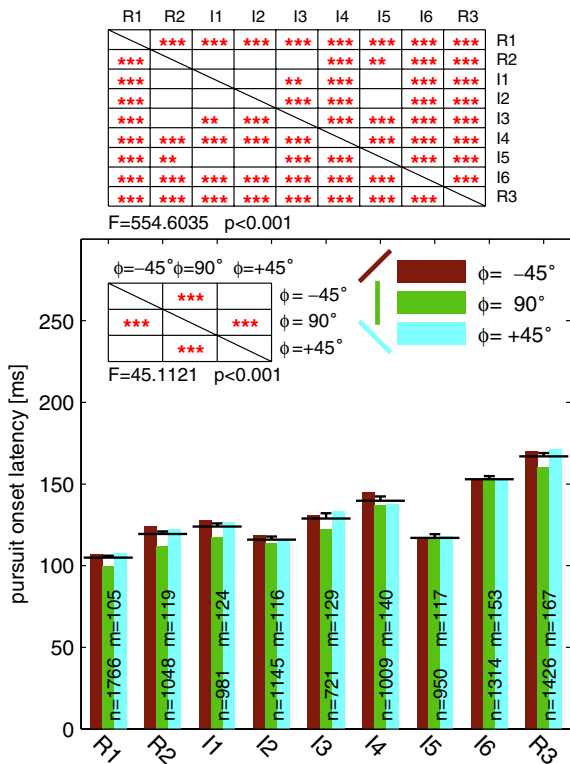 R1 R2 I1 I2 I3 I4 I5 I6 R3
*** *** *** *** *** *** *** *** R1
*** *** ** *** *** R2
*** ** *** *** *** I1
*** *** *** *** *** I2
*** ** *** *** *** *** *** I3
*** *** *** *** *** *** *** *** I4
*** ** *** *** *** *** I5
*** *** *** *** *** *** *** *** I6
*** *** *** *** *** *** *** *** R3
F=554.6035 p<0.001
ϕ=−45° ϕ=90° ϕ=+45°
*** ϕ= −45°
*** *** ϕ= 90°
*** ϕ=+45°
F=45.1121 p<0.001
ϕ= −45°
ϕ= 90°
ϕ= +45°
pursuit onset latency [ms]
250
200
150
100
50
0
n=1766 m=105
n=1048 m=119
n=981 m=124
n=1145 m=116
n=721 m=129
n=1009 m=140
n=950 m=117
n=1314 m=153
n=1426 m=167
R1 R2 I1 I2 I3 I4 I5 I6 R3